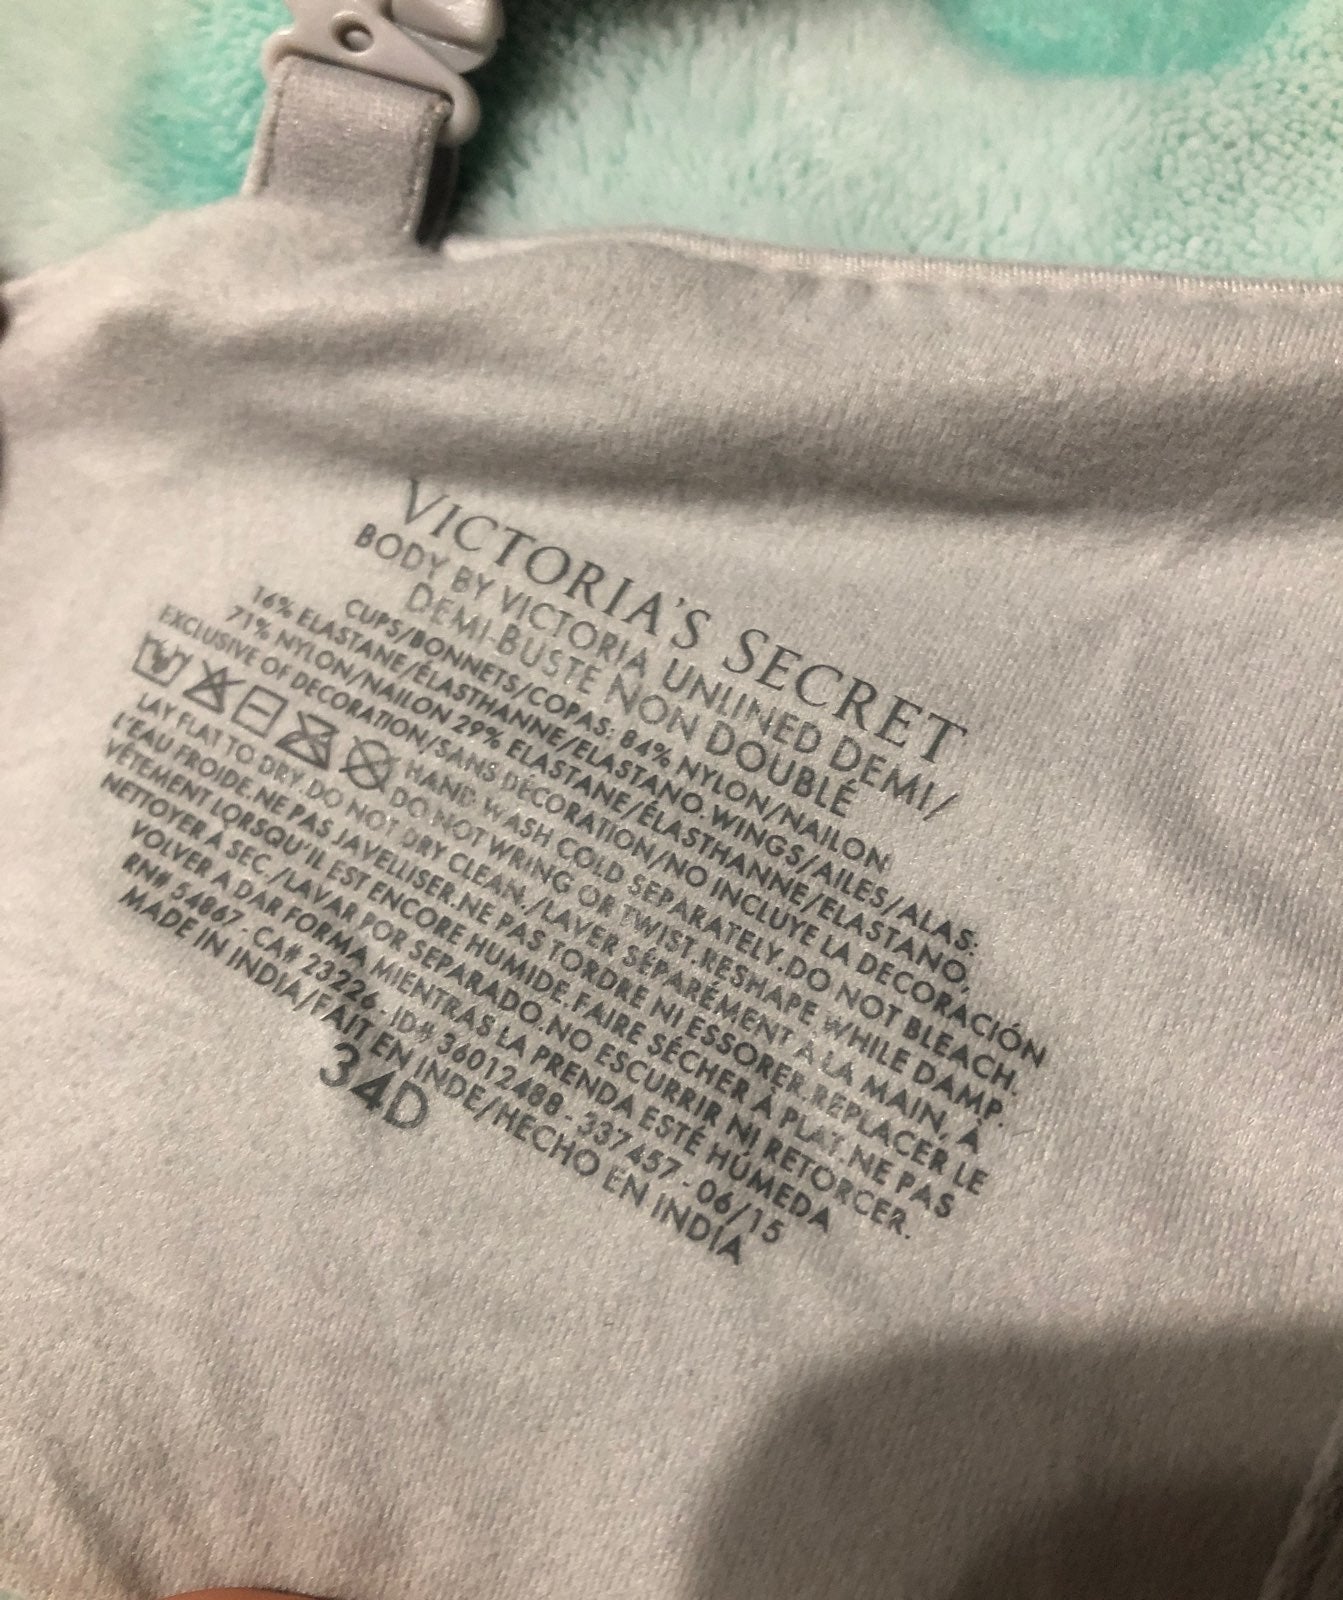 VICTORIA'S SECRET
BODY BY VICTORIA UNLINED DEMI/
DEMI-BUSTE NON DOUBLÉ
CUPS/BONNETS/COPAS: 84% NYLON/NAILON
16% ELASTANE/ÉLASTHANNE/ELASTANO.WINGS/AILES/ALAS:
71% NYLON/NAILON 29% ELASTANE/ÉLASTHANNE/ELASTANO,
EXCLUSIVE OF DECORATION/SANS DÉCORATION/NO INCLUYE LA DECORACIÓN
HAND WASH COLD SEPARATELY.DO NOT BLEACH.
DO NOT WRING OR TWIST.RESHAPE WHILE DAMP.
LAY FLAT TO DRY.DO NOT DRY CLEAN./LAVER SÉPARÉMENT À LA MAIN, À
L'EAU FROIDE.NE PAS JAVELLISER.NE PAS TORDRE NI ESSORER.REPLACER LE
VÊTEMENT LORSQU'IL EST ENCORE HUMIDE.FAIRE SÉCHER À PLAT.NE PAS
NETTOYER À SEC./LAVAR POR SEPARADO.NO ESCURRIR NI RETORCER.
VOLVER A DAR FORMA MIENTRAS LA PRENDA ESTÉ HÚMEDA
RN# 54867 - CA# 23226 - ID# 36012488 - 337457 - 06/15
MADE IN INDIA/FAIT EN INDE/HECHO EN INDÍA
34D